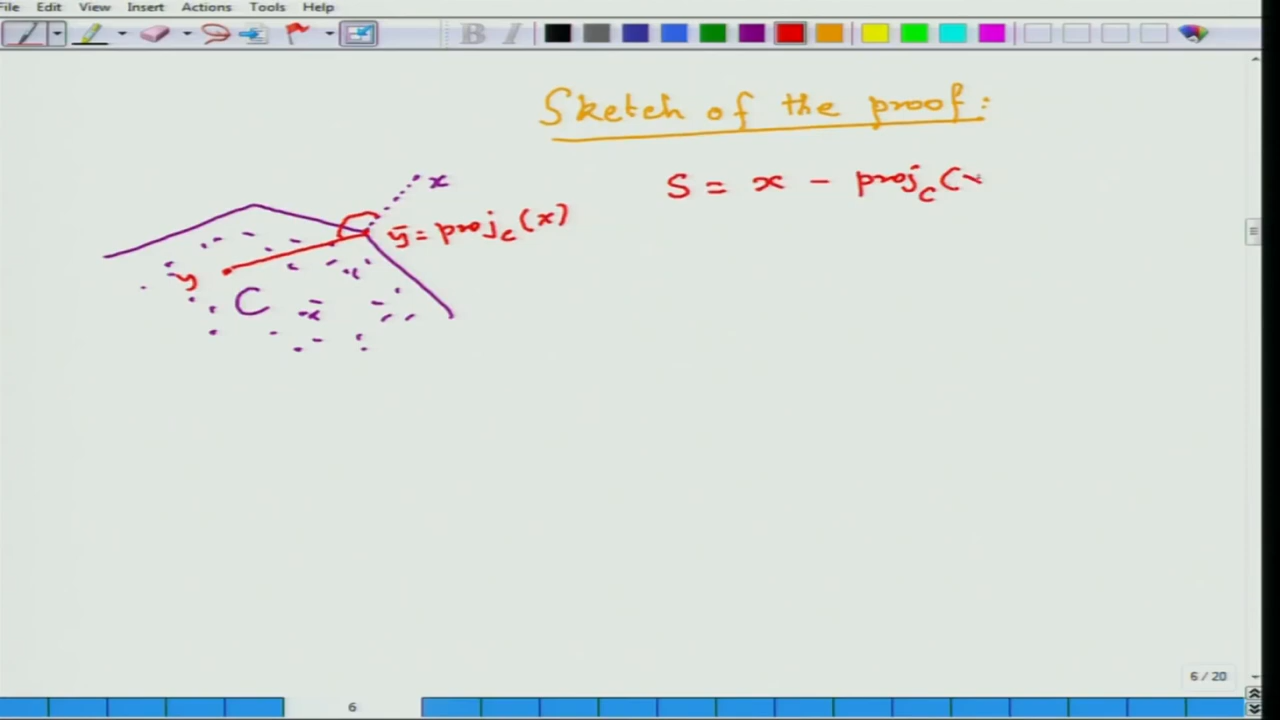 File Edit View Insert Actions Tools Help
B I
Sketch of the proof:
x
S = x - proj_C (x
ȳ = proj_C (x)
y
C
6 / 20
6